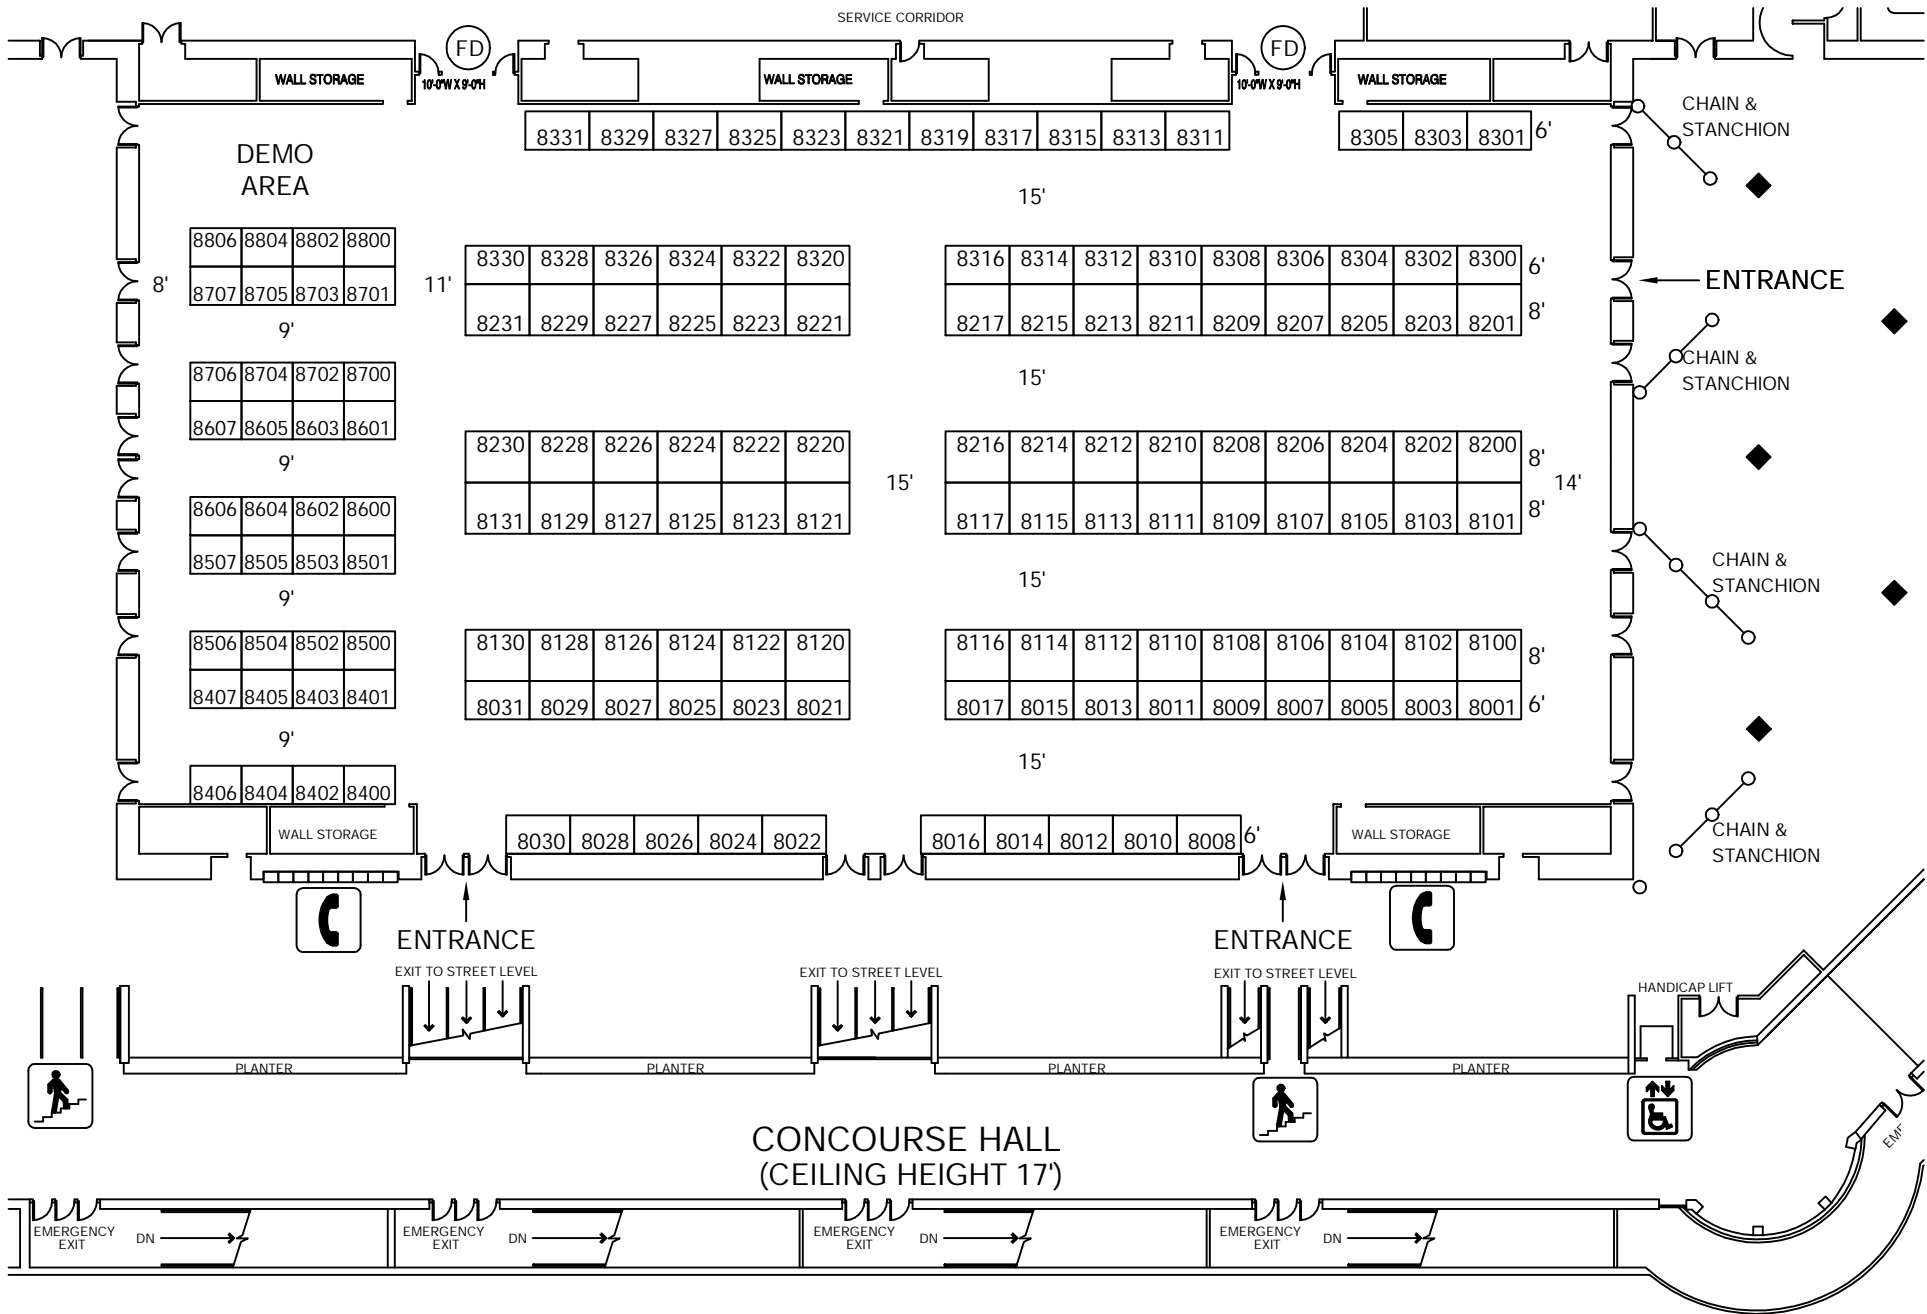 SERVICE CORRIDOR
FD
FD
WALL STORAGE
10'-0"W X 9'-0"H
WALL STORAGE
10'-0"W X 9'-0"H
WALL STORAGE
CHAIN &
STANCHION
8331 8329 8327 8325 8323 8321 8319 8317 8315 8313 8311
8305 8303 8301 6'
DEMO
AREA
15'
8806 8804 8802 8800
8707 8705 8703 8701
8'
11'
9'
8330 8328 8326 8324 8322 8320
8231 8229 8227 8225 8223 8221
8316 8314 8312 8310 8308 8306 8304 8302 8300 6'
8217 8215 8213 8211 8209 8207 8205 8203 8201 8'
ENTRANCE
CHAIN &
STANCHION
15'
8706 8704 8702 8700
8607 8605 8603 8601
9'
8230 8228 8226 8224 8222 8220
8131 8129 8127 8125 8123 8121
15'
8216 8214 8212 8210 8208 8206 8204 8202 8200 8'
8117 8115 8113 8111 8109 8107 8105 8103 8101 8'
14'
8606 8604 8602 8600
8507 8505 8503 8501
9'
15'
CHAIN &
STANCHION
8506 8504 8502 8500
8407 8405 8403 8401
9'
8130 8128 8126 8124 8122 8120
8031 8029 8027 8025 8023 8021
8116 8114 8112 8110 8108 8106 8104 8102 8100 8'
8017 8015 8013 8011 8009 8007 8005 8003 8001 6'
15'
8406 8404 8402 8400
WALL STORAGE
8030 8028 8026 8024 8022
8016 8014 8012 8010 8008 6'
WALL STORAGE
CHAIN &
STANCHION
ENTRANCE
ENTRANCE
EXIT TO STREET LEVEL
EXIT TO STREET LEVEL
EXIT TO STREET LEVEL
HANDICAP LIFT
PLANTER
PLANTER
PLANTER
PLANTER
CONCOURSE HALL
(CEILING HEIGHT 17')
EMERGENCY
EXIT
DN
EMERGENCY
EXIT
DN
EMERGENCY
EXIT
DN
EMERGENCY
EXIT
DN